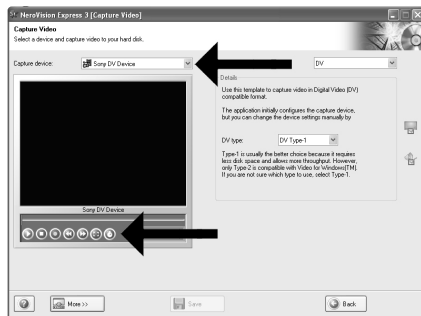 NeroVision Express 3 [Capture Video]
Capture Video
Select a device and capture video to your hard disk.
Capture device:
Sony DV Device
DV
Details
Use this template to capture video in Digital Video (DV)
compatible format.
The application initially configures the capture device,
but you can change the device settings manually by
DV type:
DV Type-1
Type-1 is usually the better choice because it requires
less disk space and allows more throughput. However,
only Type-2 is compatible with Video for Windows(TM).
If you are not sure which type to use, select Type-1.
Sony DV Device
More >>
Save
Back